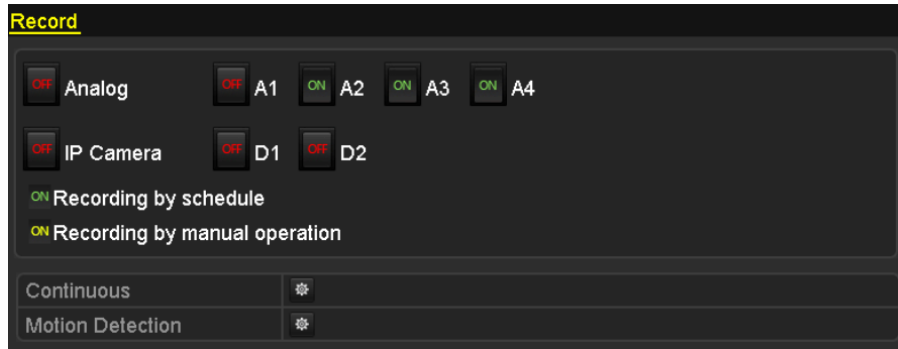 Record
OFF Analog OFF A1 ON A2 ON A3 ON A4
OFF IP Camera OFF D1 OFF D2
ON Recording by schedule
ON Recording by manual operation
Continuous
Motion Detection